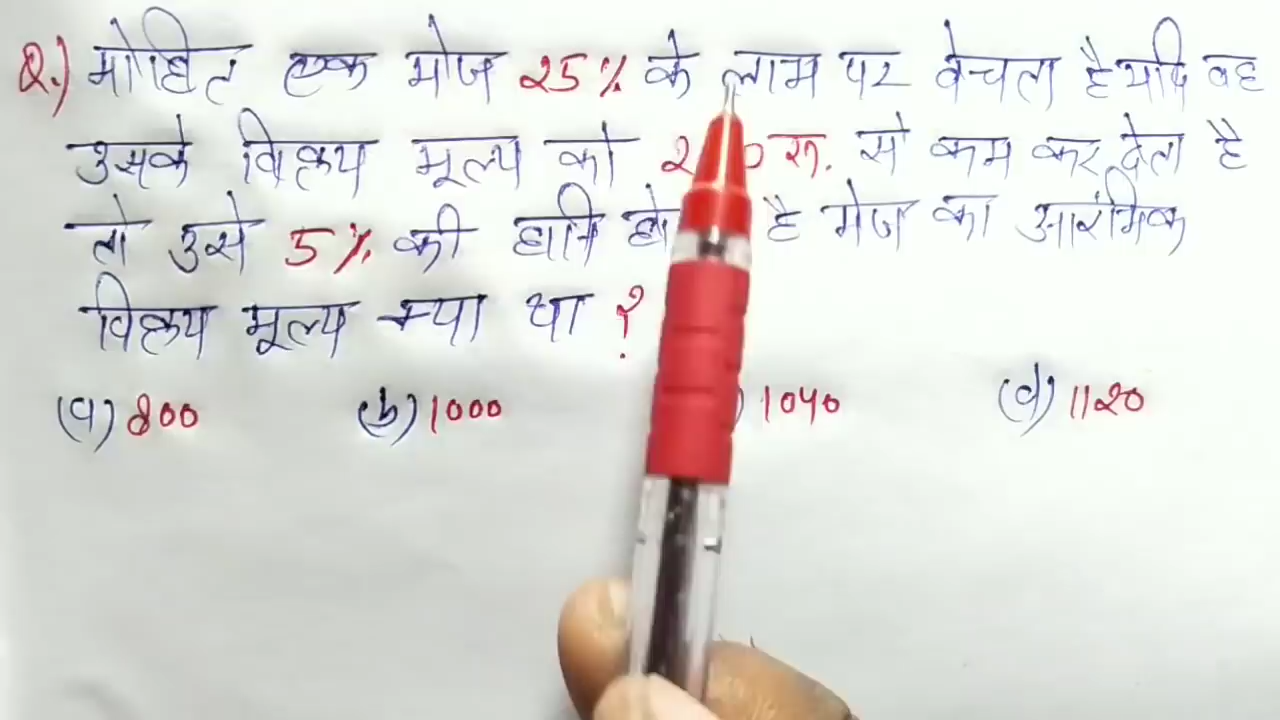 Q.) मोहित एक मेज 25% के लाभ पर बेचता है यदि वह
उसके विक्रय मूल्य को रू. से कम कर देता है
तो उसे 5% की हानि है मेज का आरंभिक
विक्रय मूल्य क्या था ?
(a) 800 (b) 1000 1040 (d) 1120